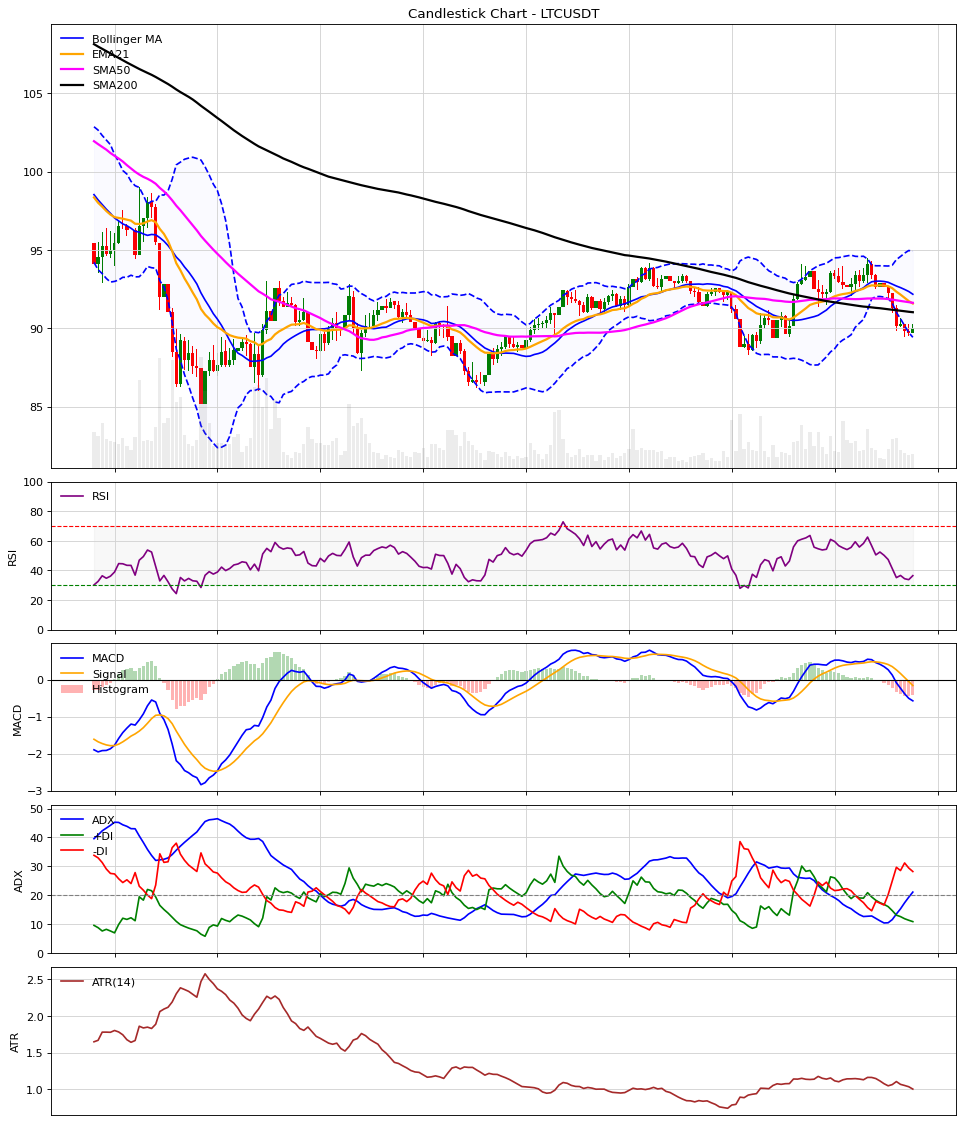 Candlestick Chart - LTCUSDT
Bollinger MA
EMA21
SMA50
SMA200
105
100
95
90
85
RSI
100
80
60
40
20
0
RSI
MACD
Signal
Histogram
0
−1
−2
−3
MACD
ADX
+DI
-DI
50
40
30
20
10
0
ADX
ATR(14)
2.5
2.0
1.5
1.0
ATR